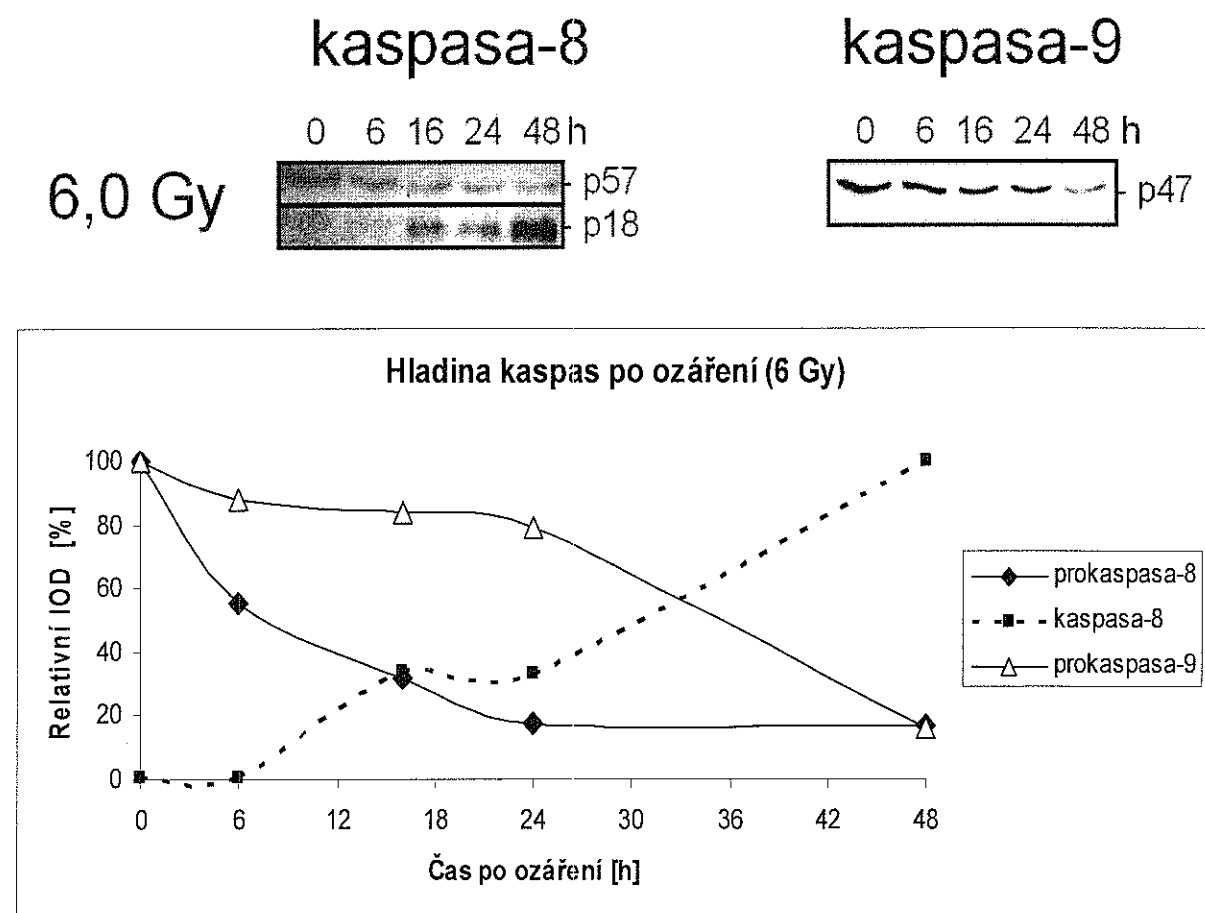 kaspasa-8
kaspasa-9
0 6 16 24 48 h
0 6 16 24 48 h
6,0 Gy
p57
p18
p47
Hladina kaspas po ozáření (6 Gy)
Relativní IOD [%]
100
80
60
40
20
0
0 6 12 18 24 30 36 42 48
Čas po ozáření [h]
prokaspasa-8
kaspasa-8
prokaspasa-9